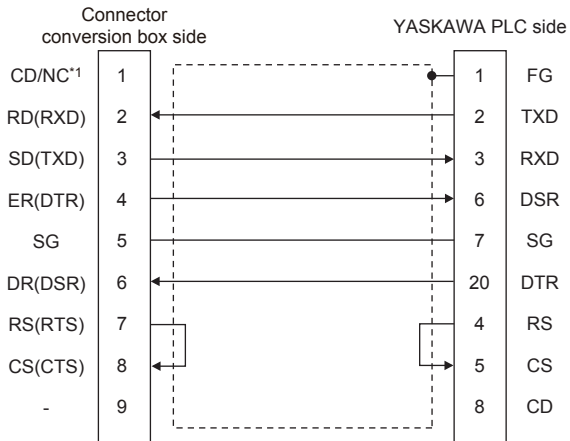 Connector
conversion box side
YASKAWA PLC side
CD/NC*1 1 1 FG
RD(RXD) 2 2 TXD
SD(TXD) 3 3 RXD
ER(DTR) 4 6 DSR
SG 5 7 SG
DR(DSR) 6 20 DTR
RS(RTS) 7 4 RS
CS(CTS) 8 5 CS
- 9 8 CD